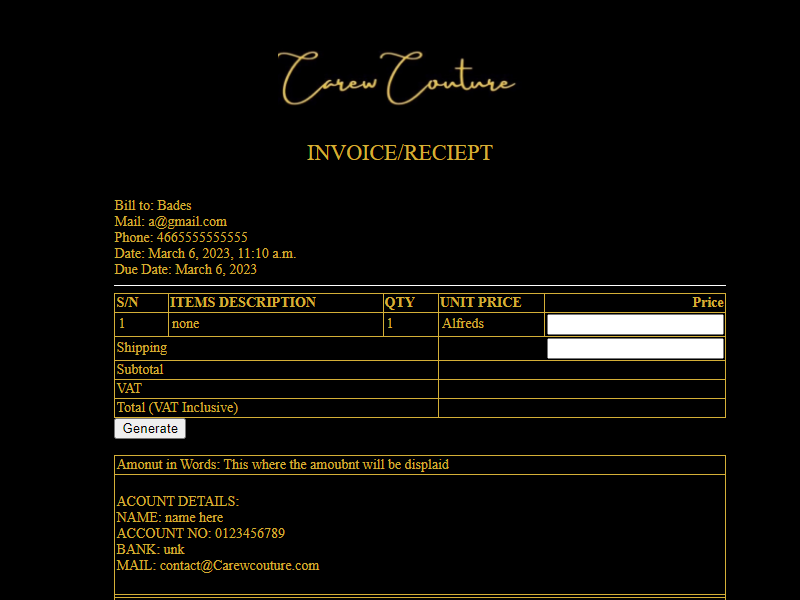 Carew Couture
INVOICE/RECIEPT
Bill to: Bades
Mail: a@gmail.com
Phone: 4665555555555
Date: March 6, 2023, 11:10 a.m.
Due Date: March 6, 2023
S/N ITEMS DESCRIPTION QTY UNIT PRICE Price
1 none 1 Alfreds
Shipping
Subtotal
VAT
Total (VAT Inclusive)
Generate
Amonut in Words: This where the amoubnt will be displaid
ACOUNT DETAILS:
NAME: name here
ACCOUNT NO: 0123456789
BANK: unk
MAIL: contact@Carewcouture.com